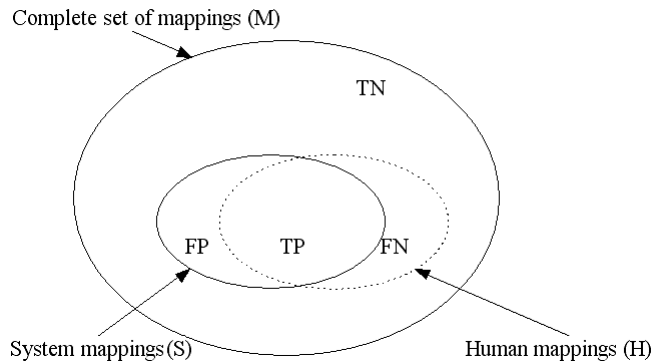 Complete set of mappings (M)
TN
FP
TP
FN
System mappings (S)
Human mappings (H)